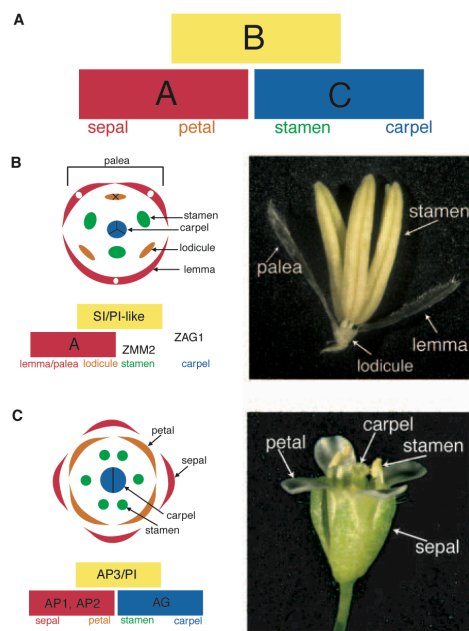 A
B
A
C
sepal petal stamen carpel
B
palea
stamen
carpel
lodicule
lemma
SI/PI-like
ZAG1
A
ZMM2
lemma/palea lodicule stamen carpel
stamen
palea
lemma
lodicule
C
petal
sepal
carpel
stamen
AP3/PI
AP1, AP2
AG
sepal petal stamen carpel
carpel
petal
stamen
sepal